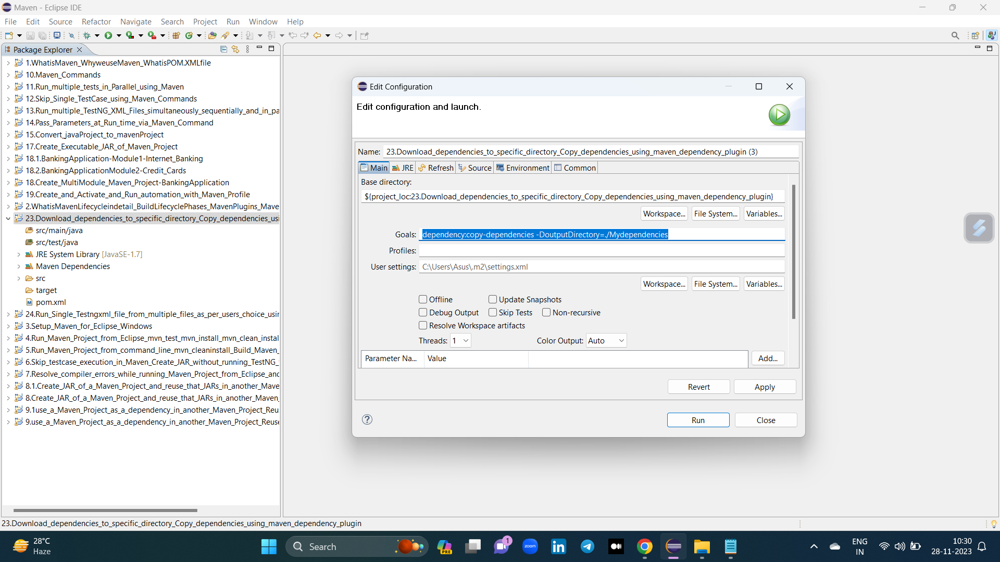 Maven - Eclipse IDE
File Edit Source Refactor Navigate Search Project Run Window Help
Package Explorer
1.WhatisMaven_WhyweuseMaven_WhatisPOM.XMLfile
10.Maven_Commands
11.Run_multiple_tests_in_Parallel_using_Maven
12.Skip_Single_TestCase_using_Maven_Commands
13.Run_multiple_TestNG_XML_Files_simultaneously_sequentially_and_in_pa
14.Pass_Parameters_at_Run_time_via_Maven_Command
15.Convert_javaProject_to_mavenProject
17.Create_Executable_JAR_of_Maven_Project
18.1.BankingApplication-Module1-Internet_Banking
18.2.BankingApplicationModule2-Credit_Cards
18.Create_MultiModule_Maven_Project-BankingApplication
19.Create_and_Activate_and_Run_automation_with_Maven_Profile
2.WhatisMavenLifecycleindetail_BuildLifecyclePhases_MavenPlugins_Mave
23.Download_dependencies_to_specific_directory_Copy_dependencies_usi
src/main/java
src/test/java
JRE System Library [JavaSE-1.7]
Maven Dependencies
src
target
pom.xml
24.Run_Single_Testngxml_file_from_multiple_files_as_per_users_choice_usir
3.Setup_Maven_for_Eclipse_Windows
4.Run_Maven_Project_from_Eclipse_mvn_test_mvn_install_mvn_clean_instal
5.Run_Maven_Project_from_command_line_mvn_cleaninstall_Build_Maven_
6.Skip_testcase_execution_in_Maven_Create_JAR_without_running_TestNG_
7.Resolve_compiler_errors_while_running_Maven_Project_from_Eclipse_and
8.1.Create_JAR_of_a_Maven_Project_and_reuse_that_JARs_in_another_Mave
8.Create_JAR_of_a_Maven_Project_and_reuse_that_JARs_in_another_Maven_
9.1use_a_Maven_Project_as_a_dependency_in_another_Maven_Project_Reu
9.use_a_Maven_Project_as_a_dependency_in_another_Maven_Project_Reuse
Edit Configuration
Edit configuration and launch.
Name: 23.Download_dependencies_to_specific_directory_Copy_dependencies_using_maven_dependency_plugin (3)
Main JRE Refresh Source Environment Common
Base directory:
${project_loc:23.Download_dependencies_to_specific_directory_Copy_dependencies_using_maven_dependency_plugin}
Workspace... File System... Variables...
Goals: dependency:copy-dependencies -DoutputDirectory=./Mydependencies
Profiles:
User settings: C:\Users\Asus\.m2\settings.xml
Workspace... File System... Variables...
Offline Update Snapshots
Debug Output Skip Tests Non-recursive
Resolve Workspace artifacts
Threads: 1 Color Output: Auto
Parameter Na... Value Add...
Revert Apply
Run Close
23.Download_dependencies_to_specific_directory_Copy_dependencies_using_maven_dependency_plugin
28°C
Haze
Search
PRE
1
zoom
in
ENG
IN
10:30
28-11-2023